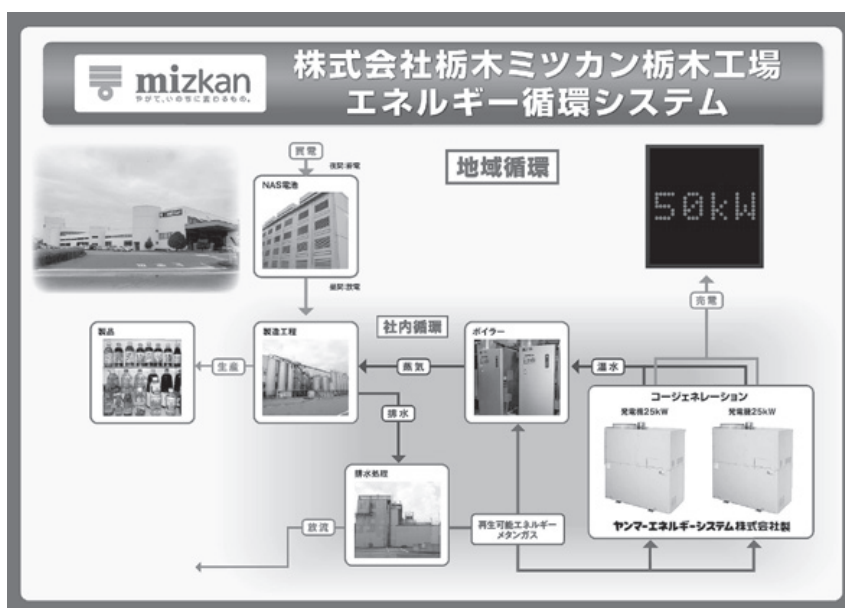 mizkan
やがて、いのちに変わるもの。
株式会社栃木ミツカン栃木工場
エネルギー循環システム
買電
夜間:蓄電
NAS電池
地域循環
50kW
昼間:放電
売電
製品
製造工程
社内循環
ボイラー
生産
蒸気
温水
コージェネレーション
発電機25kW
発電機25kW
排水
排水処理
放流
再生可能エネルギー
メタンガス
ヤンマーエネルギーシステム株式会社製